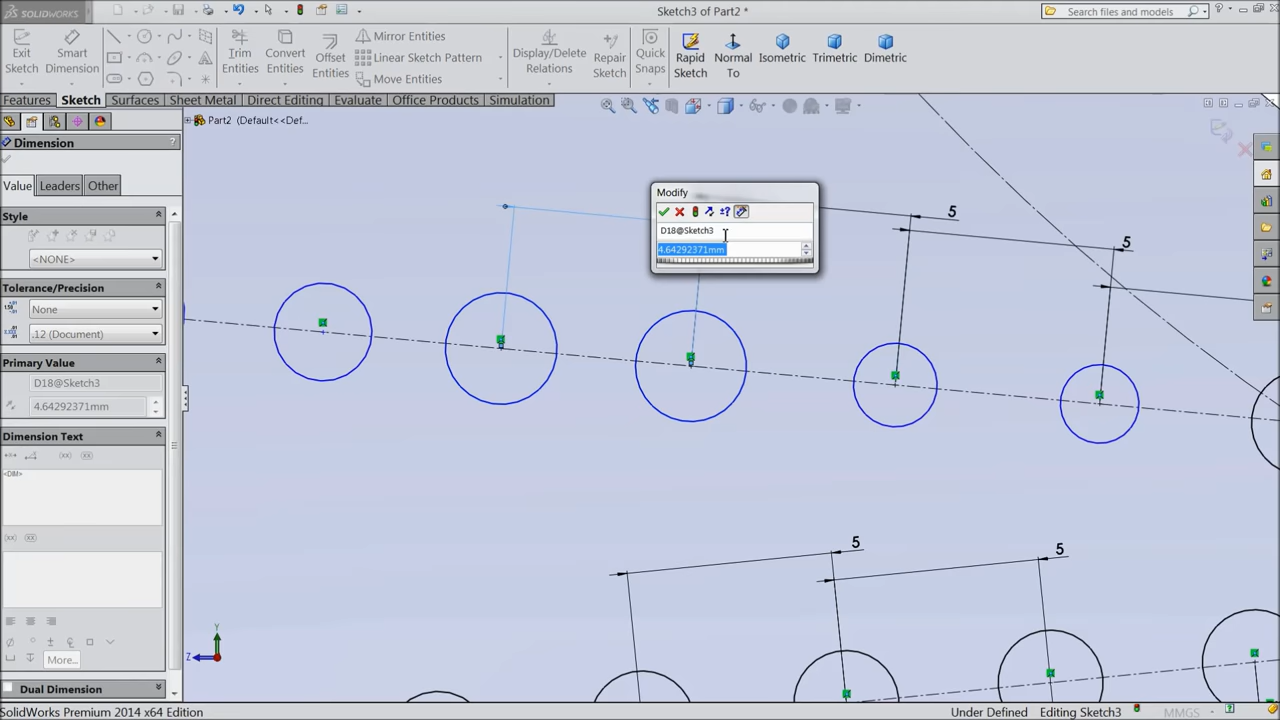 SOLIDWORKS
Sketch3 of Part2 *
Search files and models
Exit Sketch
Smart Dimension
Trim Entities
Convert Entities
Offset Entities
Mirror Entities
Linear Sketch Pattern
Move Entities
Display/Delete Relations
Repair Sketch
Quick Snaps
Rapid Sketch
Normal To
Isometric
Trimetric
Dimetric
Features Sketch Surfaces Sheet Metal Direct Editing Evaluate Office Products Simulation
Part2 (Default<<Def...
Dimension ?
Value Leaders Other
Style
<NONE>
Tolerance/Precision
None
.12 (Document)
Primary Value
D18@Sketch3
4.64292371mm
Dimension Text
<DIM>
More...
Dual Dimension
Modify
D18@Sketch3
4.64292371mm
5
5
5
5
Y
Z
SolidWorks Premium 2014 x64 Edition
Under Defined Editing Sketch3 MMGS